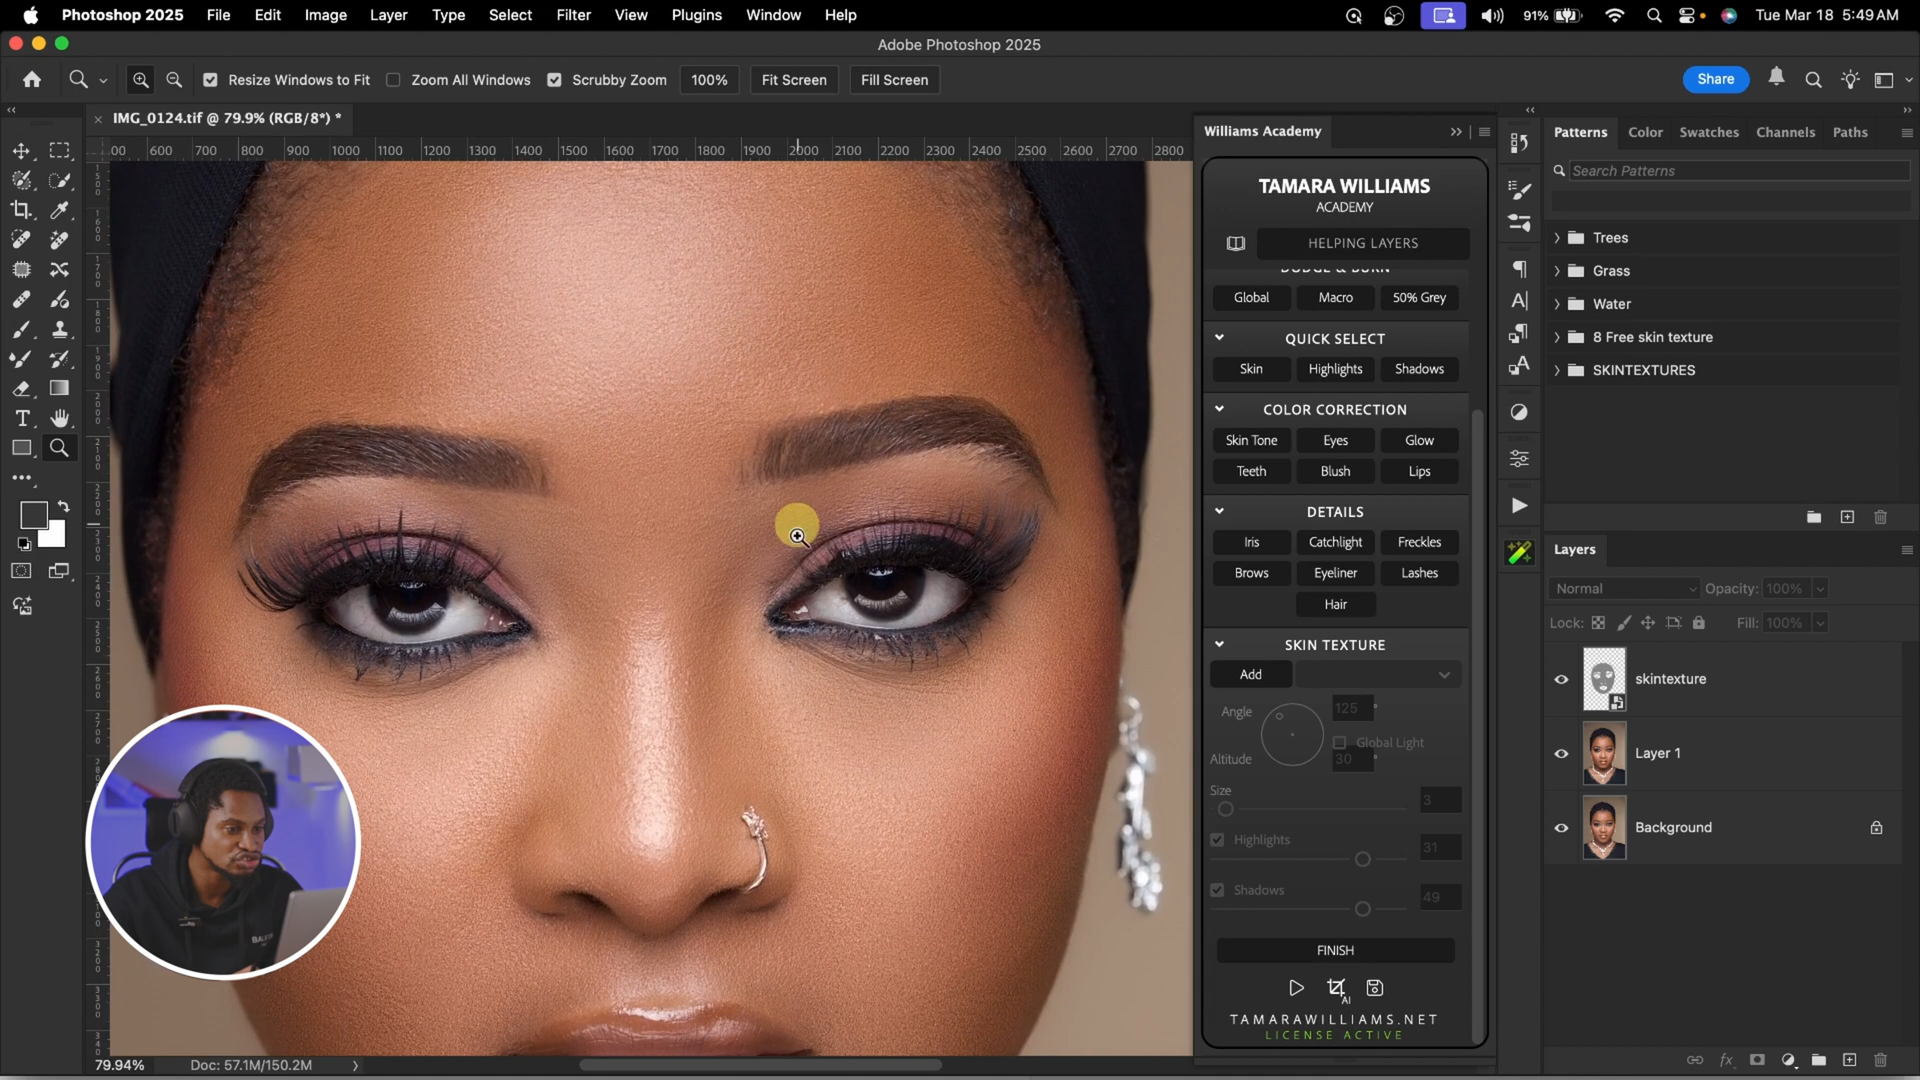 Photoshop 2025 File Edit Image Layer Type Select Filter View Plugins Window Help 91% Tue Mar 18 5:49 AM
Adobe Photoshop 2025
Resize Windows to Fit Zoom All Windows Scrubby Zoom 100% Fit Screen Fill Screen Share
IMG_0124.tif @ 79.9% (RGB/8*) *
00 600 700 800 900 1000 1100 1200 1300 1400 1500 1600 1700 1800 1900 2000 2100 2200 2300 2400 2500 2600 2700 2800
Williams Academy
TAMARA WILLIAMS
ACADEMY
HELPING LAYERS
DODGE & BURN
Global Macro 50% Grey
QUICK SELECT
Skin Highlights Shadows
COLOR CORRECTION
Skin Tone Eyes Glow
Teeth Blush Lips
DETAILS
Iris Catchlight Freckles
Brows Eyeliner Lashes
Hair
SKIN TEXTURE
Add
Angle 125 °
Global Light
Altitude 30 °
Size 3
Highlights 31
Shadows 49
FINISH
AI
TAMARAWILLIAMS.NET
LICENSE ACTIVE
Patterns Color Swatches Channels Paths
Search Patterns
Trees
Grass
Water
8 Free skin texture
SKINTEXTURES
Layers
Normal Opacity: 100%
Lock: Fill: 100%
skintexture
Layer 1
Background
fx
79.94% Doc: 57.1M/150.2M